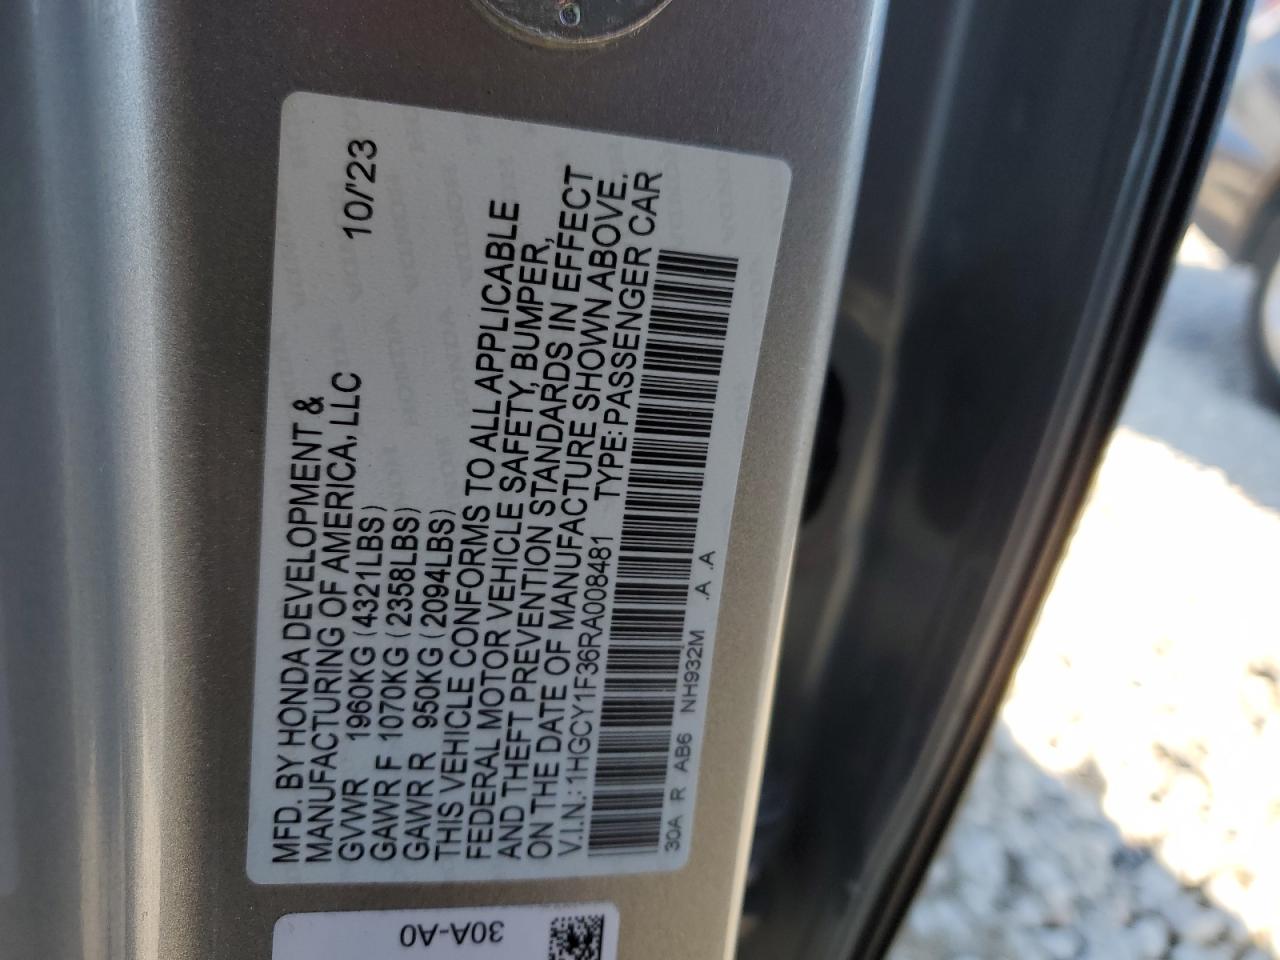 MFD. BY HONDA DEVELOPMENT &
MANUFACTURING OF AMERICA, LLC 10/'23
GVWR 1960KG (4321LBS)
GAWR F 1070KG (2358LBS)
GAWR R 950KG (2094LBS)
THIS VEHICLE CONFORMS TO ALL APPLICABLE
FEDERAL MOTOR VEHICLE SAFETY, BUMPER,
AND THEFT PREVENTION STANDARDS IN EFFECT
ON THE DATE OF MANUFACTURE SHOWN ABOVE.
V.I.N.: 1HGCY1F36RA008481 TYPE: PASSENGER CAR
30A R AB6 NH932M .A .A
30A-A0